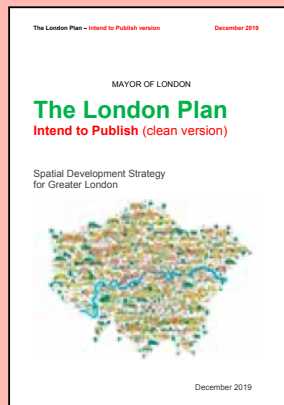 The London Plan – Intend to Publish version December 2019
MAYOR OF LONDON
The London Plan
Intend to Publish (clean version)
Spatial Development Strategy
for Greater London
December 2019